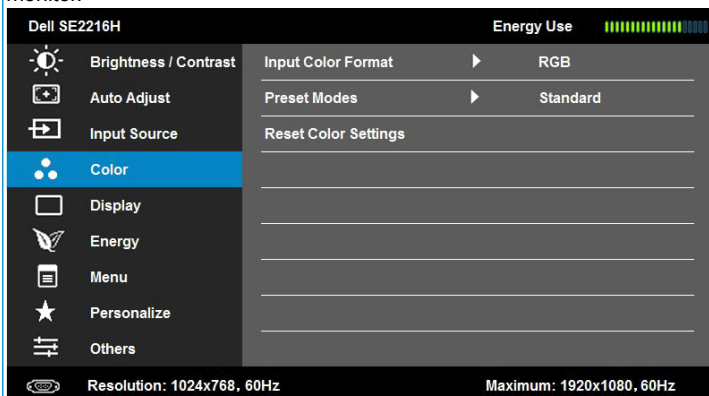 Dell SE2216H Energy Use
Brightness / Contrast Input Color Format RGB
Auto Adjust Preset Modes Standard
Input Source Reset Color Settings
Color
Display
Energy
Menu
Personalize
Others
Resolution: 1024x768, 60Hz Maximum: 1920x1080, 60Hz